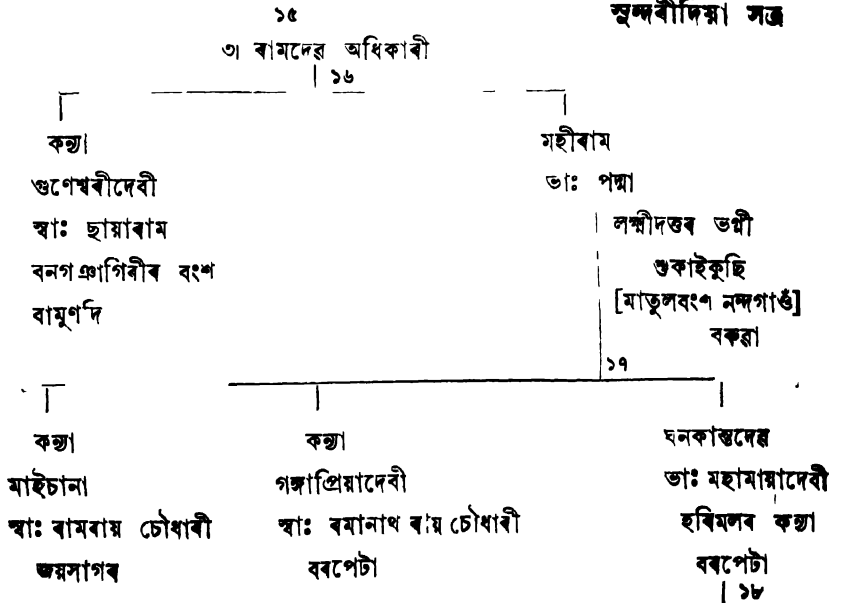 ১৫
সুন্দৰীদিয়া সত্ৰ
৩৷ ৰামদেৱ অধিকাৰী
১৬
কন্যা
গুণেশ্বৰীদেবী
স্বাঃ ছায়াৰাম
বনগঞাগিৰীৰ বংশ
বামুণদি
মহীৰাম
ভাঃ পদ্মা
লক্ষ্মীদত্তৰ ভগ্নী
শুকাইকুছি
[মাতুলবংশ নন্দগাওঁ]
বৰুৱা
১৭
কন্যা
মাইচানা
স্বাঃ ৰামৰায় চৌধাৰী
জয়সাগৰ
কন্যা
গঙ্গাপ্ৰিয়াদেবী
স্বাঃ ৰমানাথ ৰায় চৌধাৰী
বৰপেটা
ঘনকান্তদেৱ
ভাঃ মহামায়াদেবী
হৰিমলৰ কন্যা
বৰপেটা
১৮